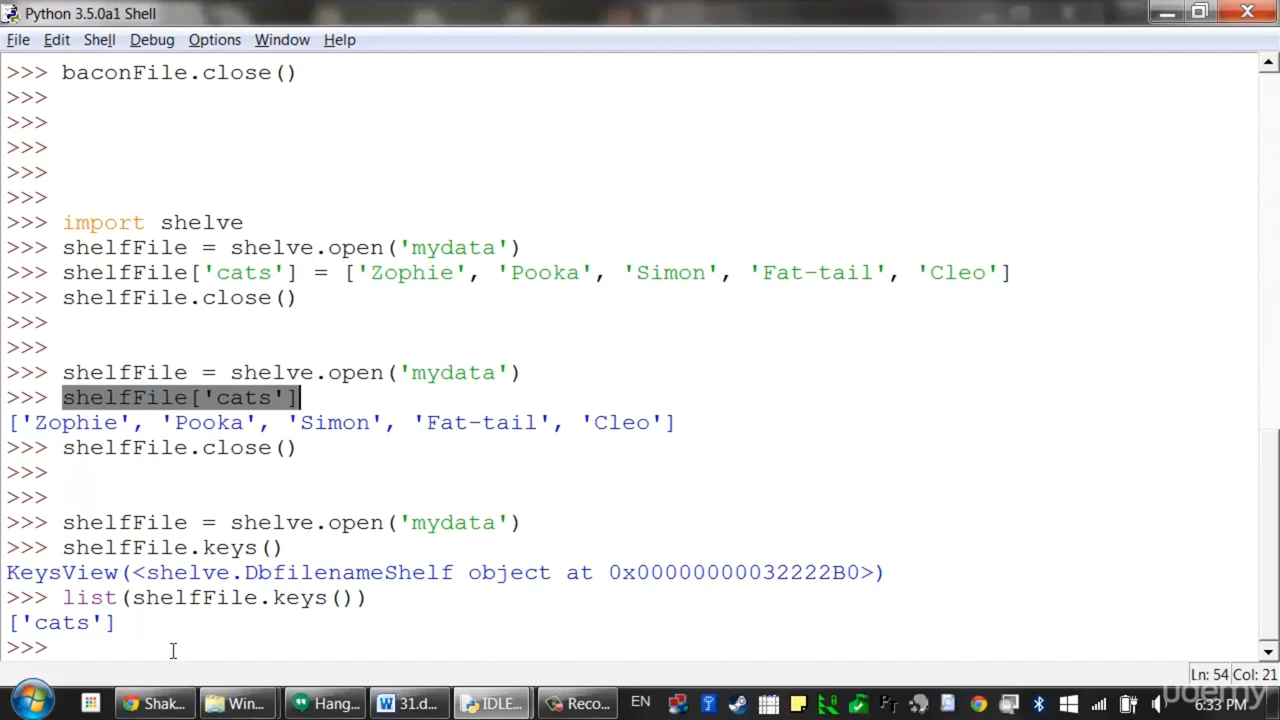 Python 3.5.0a1 Shell
File Edit Shell Debug Options Window Help
>>> baconFile.close()
>>>
>>>
>>>
>>>
>>>
>>> import shelve
>>> shelfFile = shelve.open('mydata')
>>> shelfFile['cats'] = ['Zophie', 'Pooka', 'Simon', 'Fat-tail', 'Cleo']
>>> shelfFile.close()
>>>
>>>
>>> shelfFile = shelve.open('mydata')
>>> shelfFile['cats']
['Zophie', 'Pooka', 'Simon', 'Fat-tail', 'Cleo']
>>> shelfFile.close()
>>>
>>>
>>> shelfFile = shelve.open('mydata')
>>> shelfFile.keys()
KeysView(<shelve.DbfilenameShelf object at 0x00000000032222B0>)
>>> list(shelfFile.keys())
['cats']
>>>
Ln: 54 Col: 21
Shak... Win... Hang... 31.d... IDLE... Reco... EN 6:33 PM
udemy